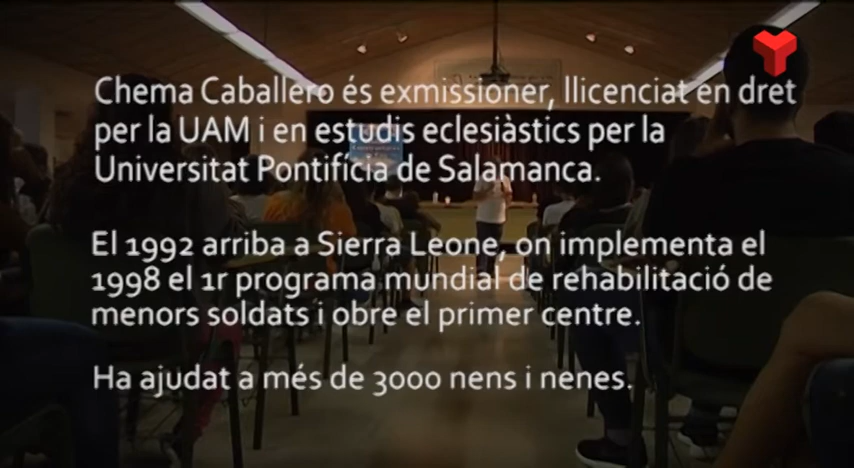 Chema Caballero és exmissioner, llicenciat en dret
per la UAM i en estudis eclesiàstics per la
Universitat Pontifícia de Salamanca.
El 1992 arriba a Sierra Leone, on implementa el
1998 el 1r programa mundial de rehabilitació de
menors soldats i obre el primer centre.
Ha ajudat a més de 3000 nens i nenes.